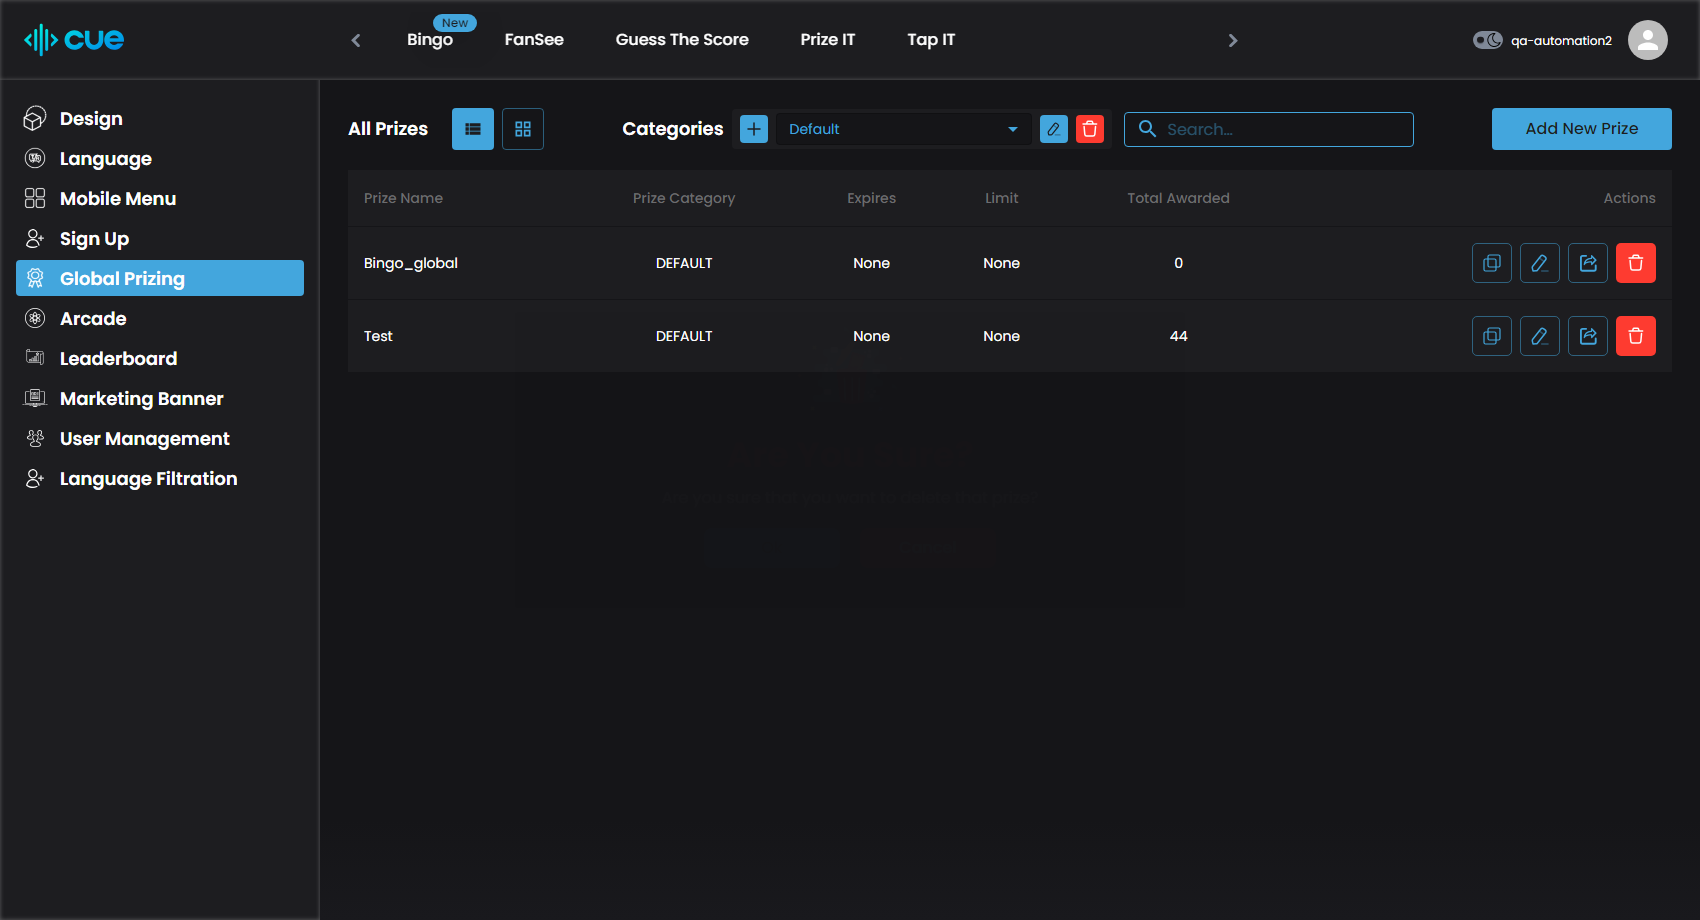 cue
Bingo
New
FanSee
Guess The Score
Prize IT
Tap IT
qa-automation2
Design
Language
Mobile Menu
Sign Up
Global Prizing
Arcade
Leaderboard
Marketing Banner
User Management
Language Filtration
All Prizes
Categories
Default
Search...
Add New Prize
Prize Name Prize Category Expires Limit Total Awarded Actions
Bingo_global DEFAULT None None 0
Test DEFAULT None None 44